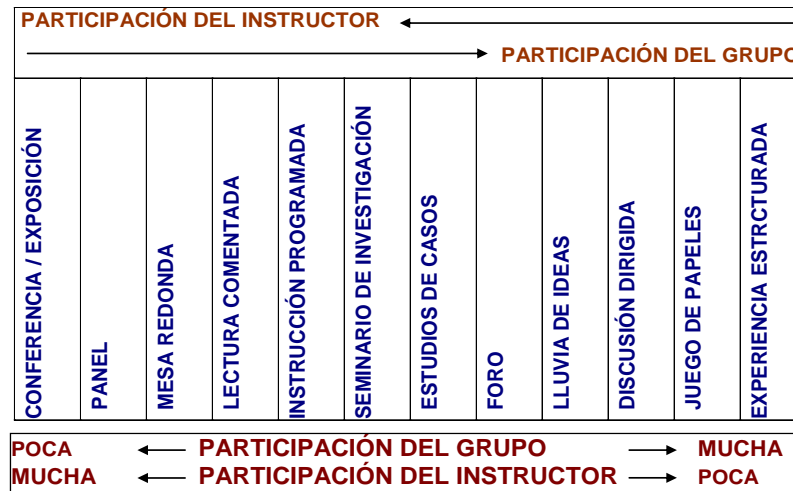 PARTICIPACIÓN DEL INSTRUCTOR
PARTICIPACIÓN DEL GRUPO
CONFERENCIA / EXPOSICIÓN
PANEL
MESA REDONDA
LECTURA COMENTADA
INSTRUCCIÓN PROGRAMADA
SEMINARIO DE INVESTIGACIÓN
ESTUDIOS DE CASOS
FORO
LLUVIA DE IDEAS
DISCUSIÓN DIRIGIDA
JUEGO DE PAPELES
EXPERIENCIA ESTRCTURADA
POCA PARTICIPACIÓN DEL GRUPO MUCHA
MUCHA PARTICIPACIÓN DEL INSTRUCTOR POCA